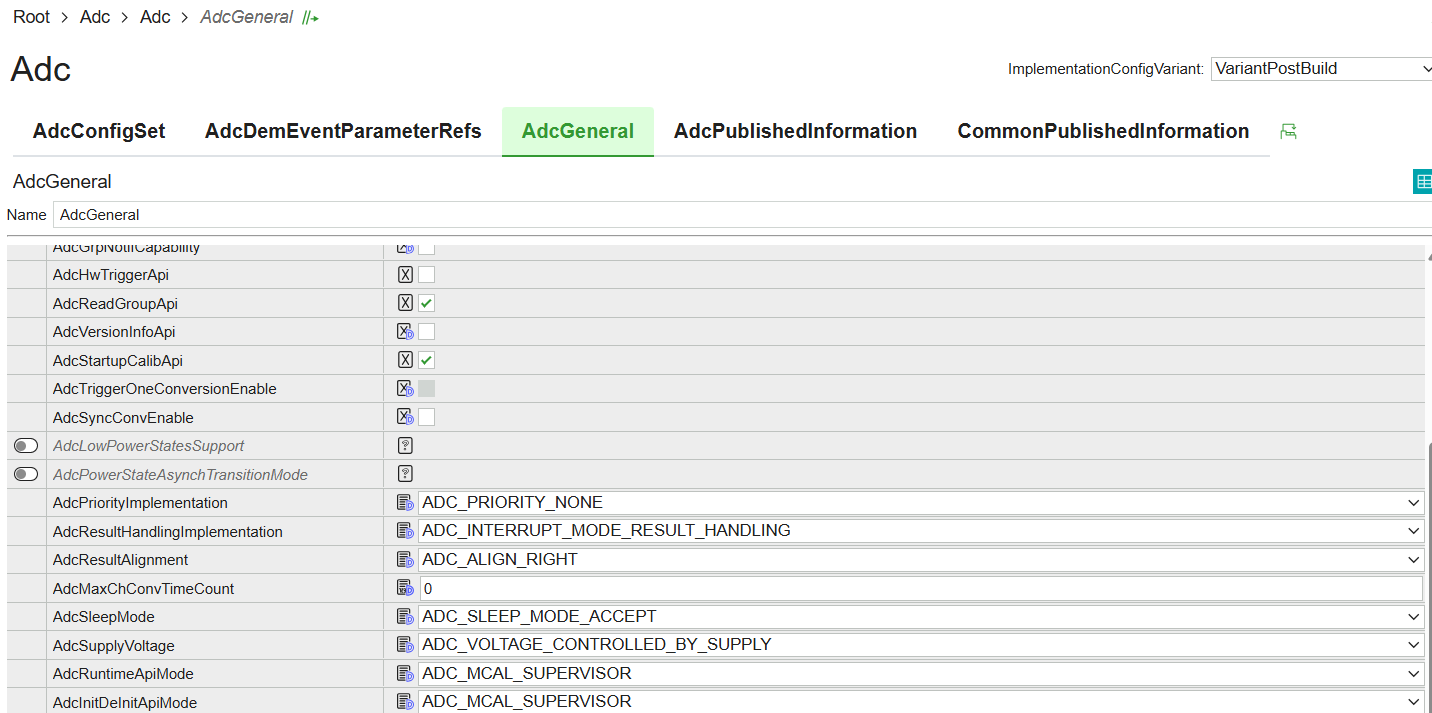 Root > Adc > Adc > AdcGeneral
Adc
ImplementationConfigVariant: VariantPostBuild
AdcConfigSet AdcDemEventParameterRefs AdcGeneral AdcPublishedInformation CommonPublishedInformation
AdcGeneral
Name AdcGeneral
AdcGrpNotifCapability
AdcHwTriggerApi
AdcReadGroupApi
AdcVersionInfoApi
AdcStartupCalibApi
AdcTriggerOneConversionEnable
AdcSyncConvEnable
AdcLowPowerStatesSupport
AdcPowerStateAsynchTransitionMode
AdcPriorityImplementation ADC_PRIORITY_NONE
AdcResultHandlingImplementation ADC_INTERRUPT_MODE_RESULT_HANDLING
AdcResultAlignment ADC_ALIGN_RIGHT
AdcMaxChConvTimeCount 0
AdcSleepMode ADC_SLEEP_MODE_ACCEPT
AdcSupplyVoltage ADC_VOLTAGE_CONTROLLED_BY_SUPPLY
AdcRuntimeApiMode ADC_MCAL_SUPERVISOR
AdcInitDeInitApiMode ADC_MCAL_SUPERVISOR